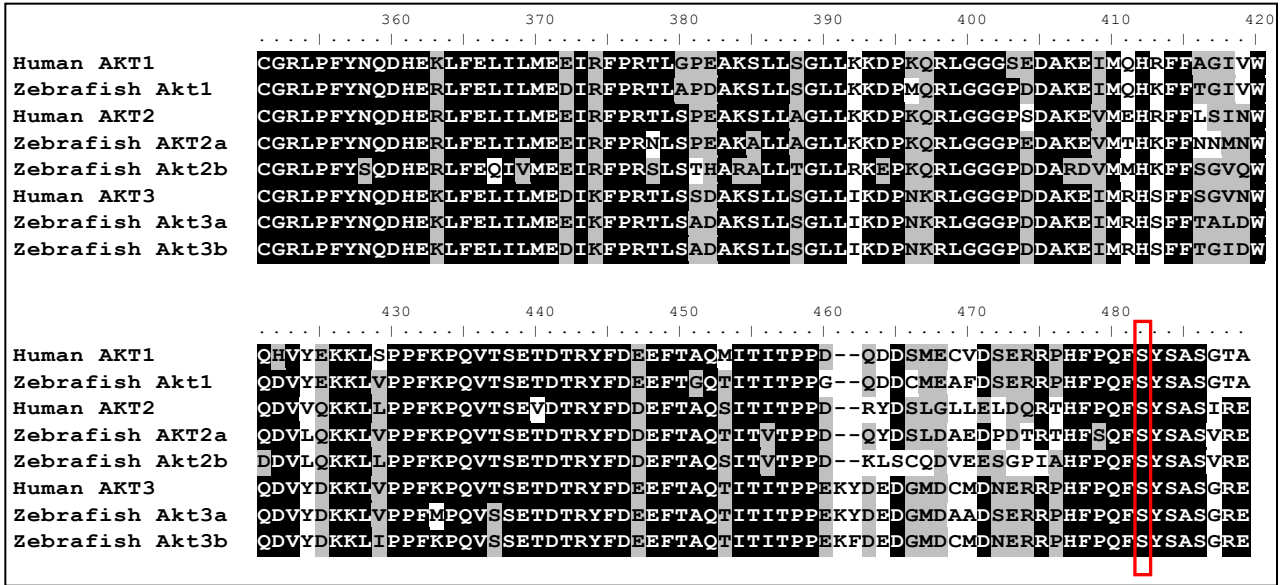 360 370 380 390 400 410 420
....|....|....|....|....|....|....|....|....|....|....|....|....|....|
Human AKT1 CGRLPFYNQDHEKLFELILMEEIRFPRTLGPEAKSLLSGLLKKDPKQRLGGGSEDAKEIMQHRFFAGIVW
Zebrafish Akt1 CGRLPFYNQDHERLFELILMEDIRFPRTLAPDAKSLLSGLLKKDPMQRLGGGPDDAKEIMQHKFFTGIVW
Human AKT2 CGRLPFYNQDHERLFELILMEEIRFPRTLSPEAKSLLAGLLKKDPKQRLGGGPSDAKEVMEHRFFLSINW
Zebrafish AKT2a CGRLPFYNQDHERLFELILMEEIRFPRNLSPEAKALLAGLLKKDPKQRLGGGPEDAKEVMTHKFFNNMNW
Zebrafish Akt2b CGRLPFYSQDHERLFEQIVMEEIRFPRSLSTHARALLTGLLRKEPKQRLGGGPDDARDVMMHKFFSGVQW
Human AKT3 CGRLPFYNQDHEKLFELILMEDIKFPRTLSSDAKSLLSGLLIKDPNKRLGGGPDDAKEIMRHSFFSGVNW
Zebrafish Akt3a CGRLPFYNQDHEKLFELILMEEIKFPRTLSADAKSLLSGLLIKDPNKRLGGGPDDAKEIMRHSFFTALDW
Zebrafish Akt3b CGRLPFYNQDHEKLFELILMEDIKFPRTLSADAKSLLSGLLIKDPNKRLGGGPDDAKEIMRHSFFTGIDW
430 440 450 460 470 480
....|....|....|....|....|....|....|....|....|....|....|....|....|....
Human AKT1 QHVYEKKLSPPFKPQVTSETDTRYFDEEFTAQMITITPPD--QDDSMECVDSERRPHFPQFSYSASGTA
Zebrafish Akt1 QDVYEKKLVPPFKPQVTSETDTRYFDEEFTGQTITITPPG--QDDCMEAFDSERRPHFPQFSYSASGTA
Human AKT2 QDVVQKKLLPPFKPQVTSEVDTRYFDDEFTAQSITITPPD--RYDSLGLLELDQRTHFPQFSYSASIRE
Zebrafish AKT2a QDVLQKKLVPPFKPQVTSETDTRYFDDEFTAQTITVTPPD--QYDSLDAEDPDTRTHFSQFSYSASVRE
Zebrafish Akt2b DDVLQKKLLPPFKPQVTSETDTRYFDDEFTAQSITVTPPD--KLSCQDVEESGPIAHFPQFSYSASVRE
Human AKT3 QDVYDKKLVPPFKPQVTSETDTRYFDEEFTAQTITITPPEKYDEDGMDCMDNERRPHFPQFSYSASGRE
Zebrafish Akt3a QDVYDKKLVPPFMPQVSSETDTRYFDEEFTAQTITITPPEKYDEDGMDAADSERRPHFPQFSYSASGRE
Zebrafish Akt3b QDVYDKKLIPPFKPQVSSETDTRYFDEEFTAQTITITPPEKFDEDGMDCMDNERRPHFPQFSYSASGRE